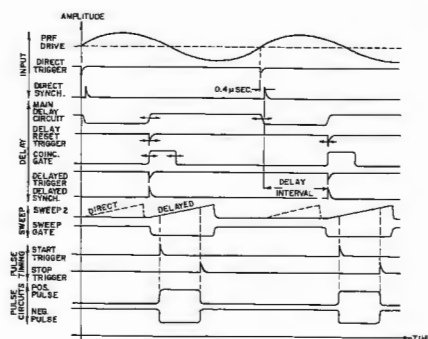 AMPLITUDE
INPUT
PRF
DRIVE
DIRECT
TRIGGER
DIRECT
SYNCH.
0.4 μ SEC.
DELAY
MAIN
DELAY
CIRCUIT
DELAY
RESET
TRIGGER
COINC.
GATE
DELAYED
TRIGGER
DELAYED
SYNCH.
DELAY
INTERVAL
SWEEP
SWEEP 2
DIRECT
DELAYED
SWEEP
GATE
PULSE
TIMING
START
TRIGGER
STOP
TRIGGER
PULSE
CIRCUITS
POS.
PULSE
NEG.
PULSE